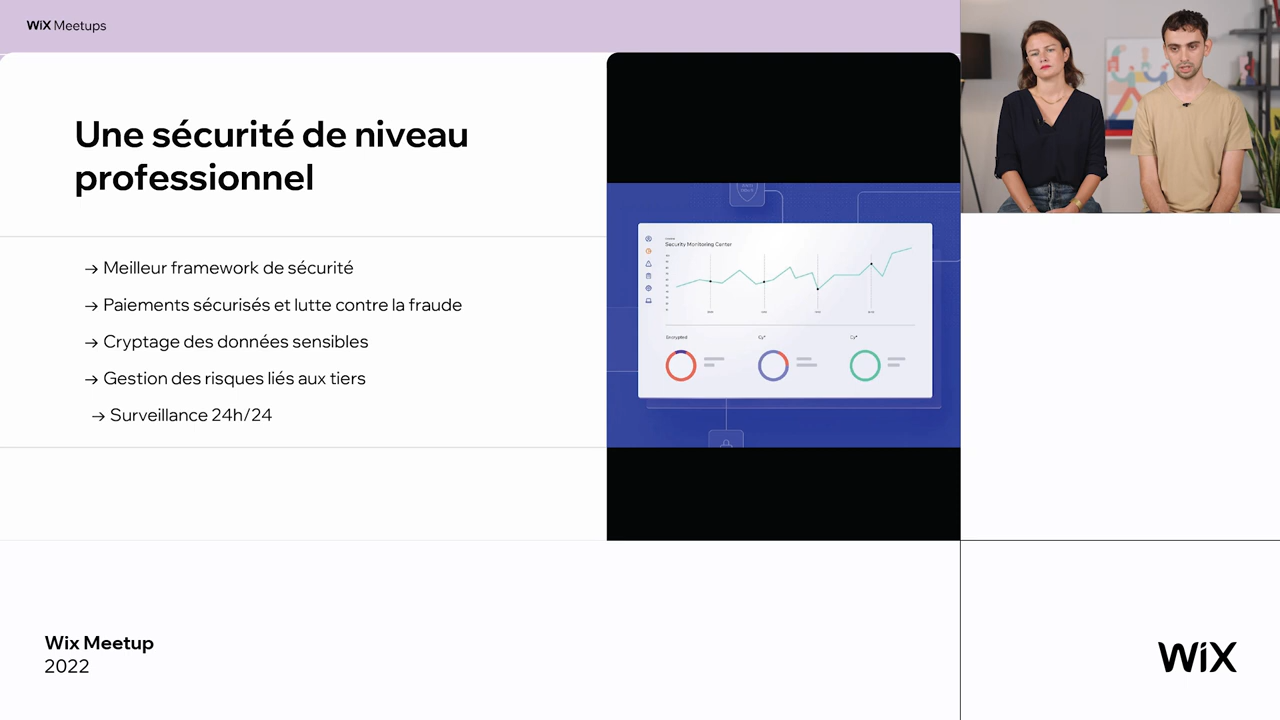 WiX Meetups
Une sécurité de niveau
professionnel
→ Meilleur framework de sécurité
→ Paiements sécurisés et lutte contre la fraude
→ Cryptage des données sensibles
→ Gestion des risques liés aux tiers
→ Surveillance 24h/24
Security Monitoring Center
Encrypted
Wix Meetup
2022
WiX